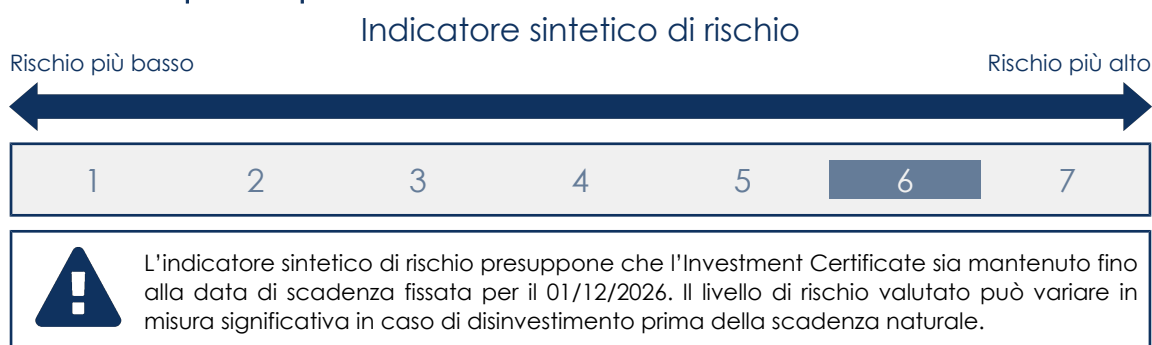 Indicatore sintetico di rischio
Rischio più basso
Rischio più alto
1 2 3 4 5 6 7
L'indicatore sintetico di rischio presuppone che l'Investment Certificate sia mantenuto fino
alla data di scadenza fissata per il 01/12/2026. Il livello di rischio valutato può variare in
misura significativa in caso di disinvestimento prima della scadenza naturale.